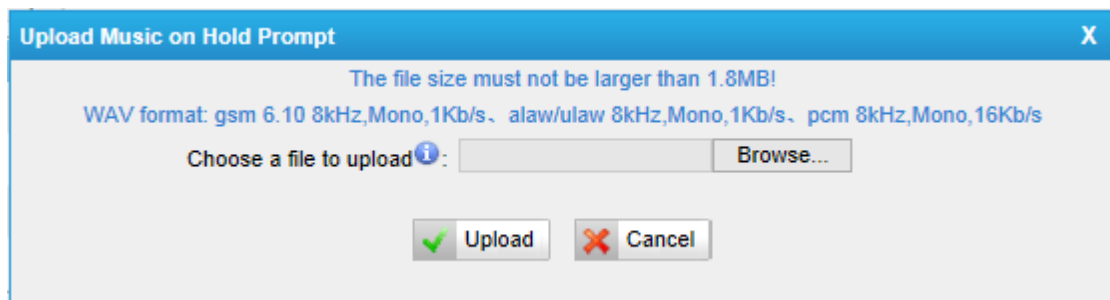 Upload Music on Hold Prompt X
The file size must not be larger than 1.8MB!
WAV format: gsm 6.10 8kHz,Mono,1Kb/s、alaw/ulaw 8kHz,Mono,1Kb/s、pcm 8kHz,Mono,16Kb/s
Choose a file to upload i : Browse...
Upload Cancel